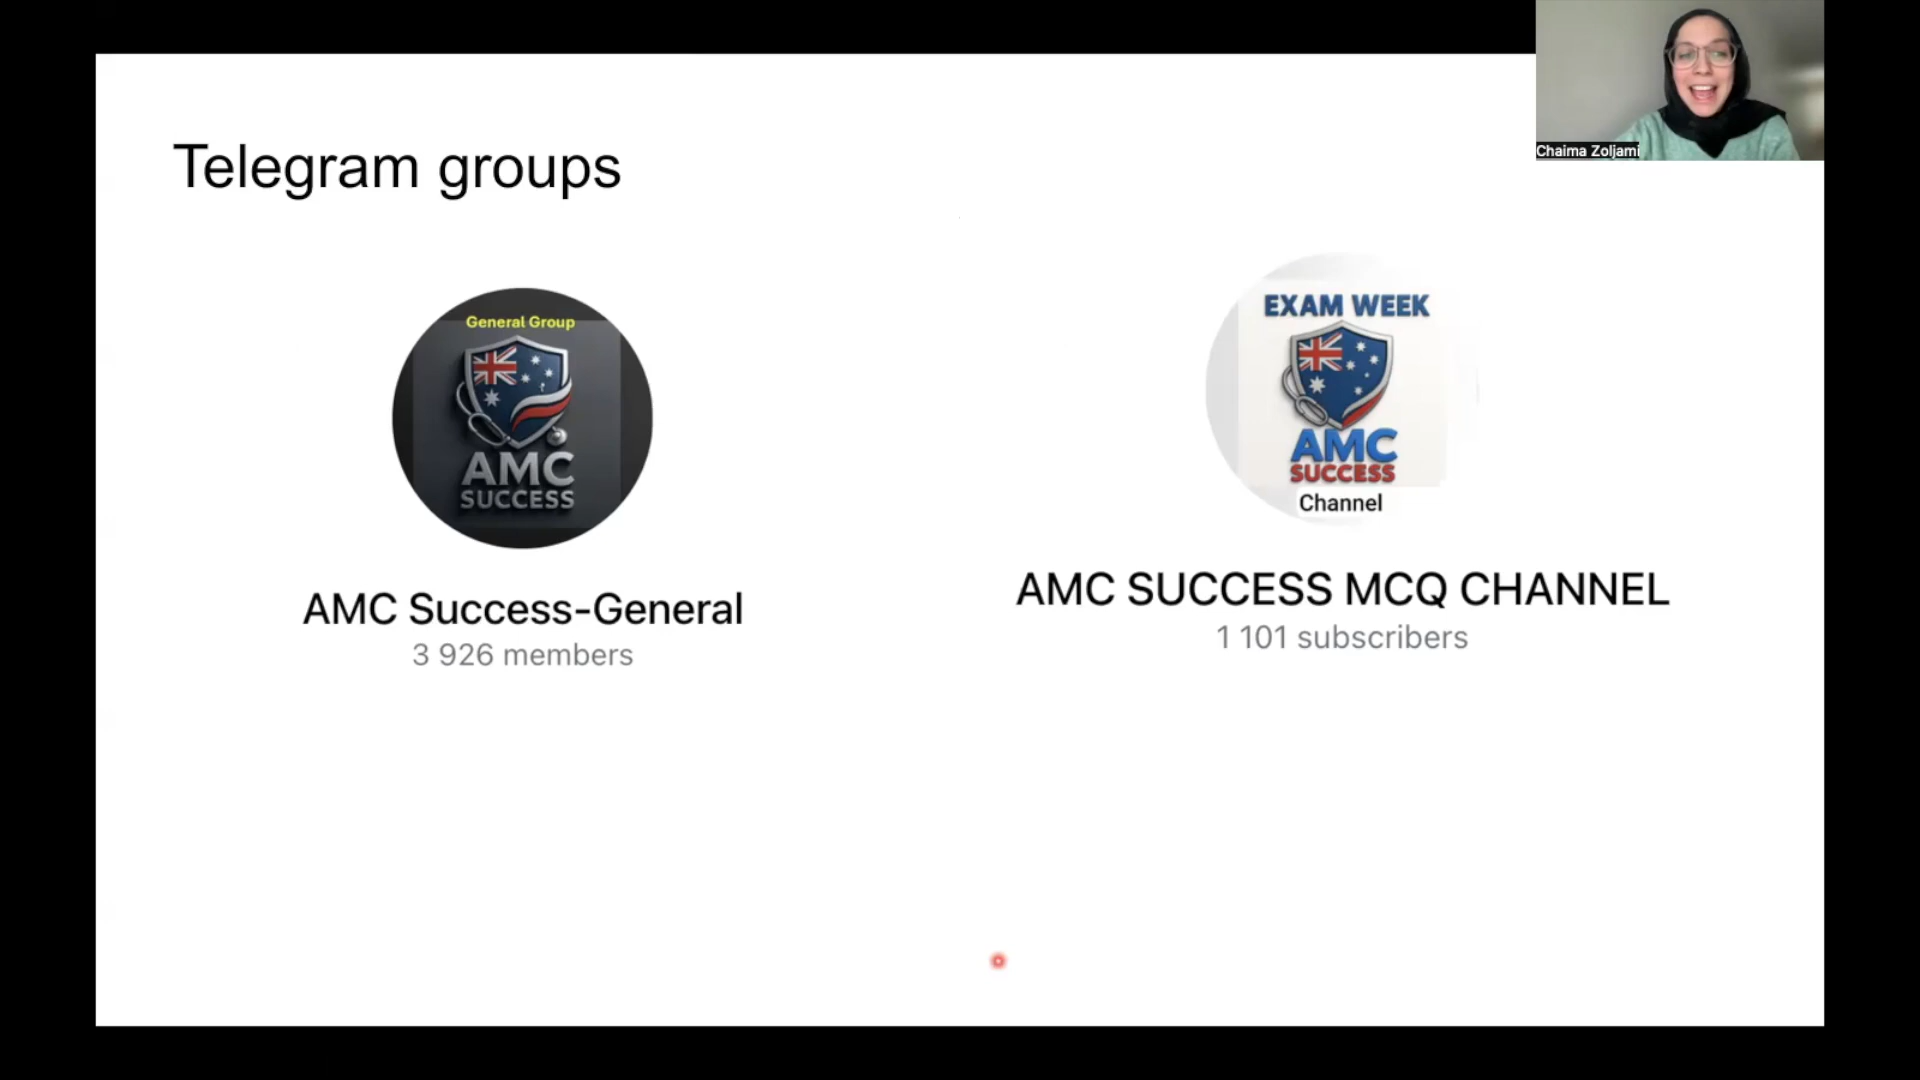 Chaima Zoljami
Telegram groups
General Group
AMC
SUCCESS
AMC Success-General
3 926 members
EXAM WEEK
AMC
SUCCESS
Channel
AMC SUCCESS MCQ CHANNEL
1 101 subscribers